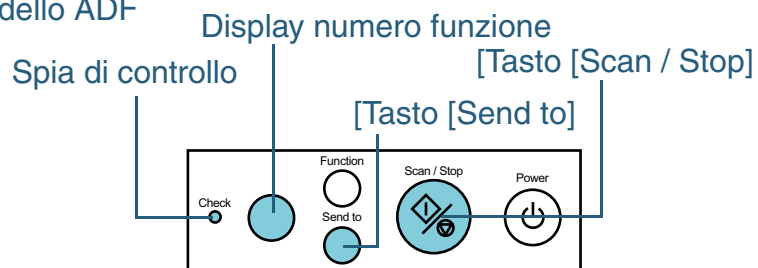 dello ADF
Display numero funzione
Spia di controllo
[Tasto [Scan / Stop]
[Tasto [Send to]
Function
Scan / Stop
Power
Check
Send to